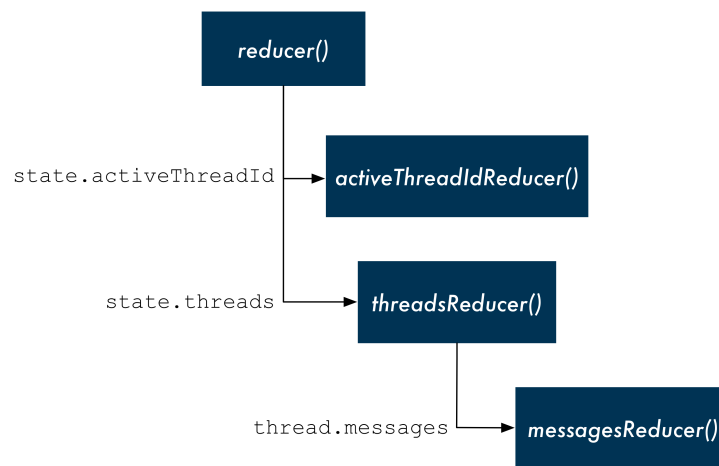 reducer()
state.activeThreadId
activeThreadIdReducer()
state.threads
threadsReducer()
thread.messages
messagesReducer()